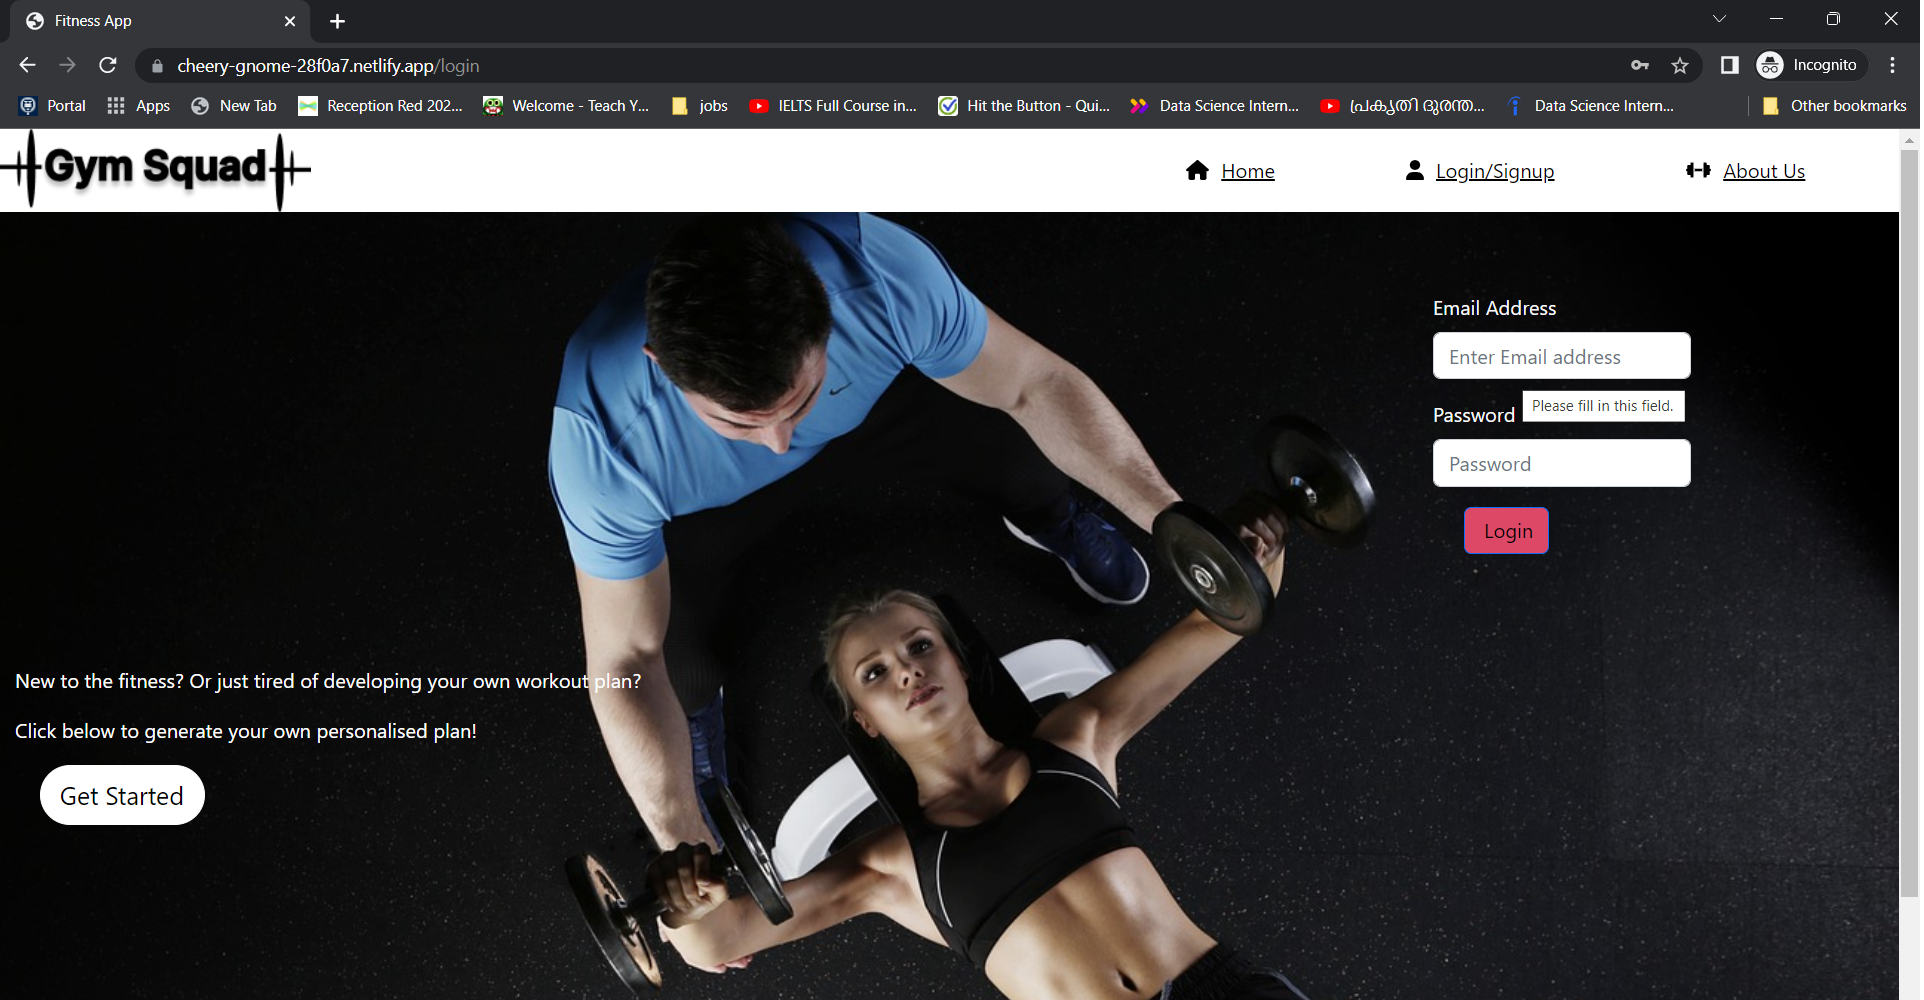 Fitness App
cheery-gnome-28f0a7.netlify.app/login
Incognito
Portal
Apps
New Tab
Reception Red 202...
Welcome - Teach Y...
jobs
IELTS Full Course in...
Hit the Button - Qui...
Data Science Intern...
പ്രകൃതി ദുരന്ത...
Data Science Intern...
Other bookmarks
Gym Squad
Home
Login/Signup
About Us
Email Address
Enter Email address
Please fill in this field.
Password
Password
Login
New to the fitness? Or just tired of developing your own workout plan?
Click below to generate your own personalised plan!
Get Started